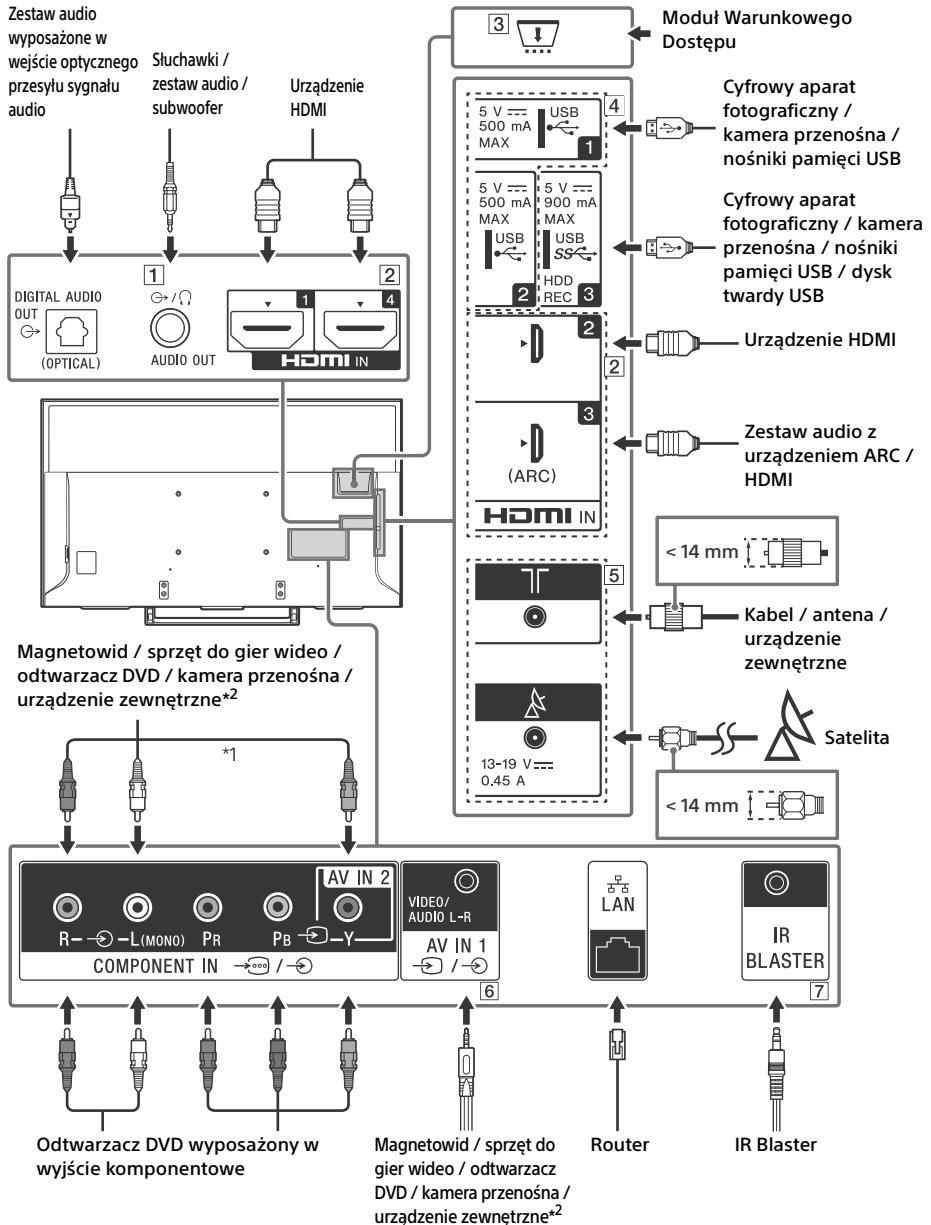 Zestaw audio
wyposażone w
wejście optycznego
przesyłu sygnału
audio
Słuchawki /
zestaw audio /
subwoofer
Urządzenie
HDMI
3
Moduł Warunkowego
Dostępu
4
5 V
500 mA
MAX
USB
1
Cyfrowy aparat
fotograficzny /
kamera przenośna /
nośniki pamięci USB
5 V
500 mA
MAX
USB
2
5 V
900 mA
MAX
USB
SS
HDD
REC
3
Cyfrowy aparat
fotograficzny / kamera
przenośna / nośniki
pamięci USB / dysk
twardy USB
1
2
DIGITAL AUDIO
OUT
(OPTICAL)
AUDIO OUT
1
4
HDMI IN
2
2
Urządzenie HDMI
3
(ARC)
HDMI IN
Zestaw audio z
urządzeniem ARC /
HDMI
5
< 14 mm
Kabel / antena /
urządzenie
zewnętrzne
13-19 V
0.45 A
Satelita
< 14 mm
Magnetowid / sprzęt do gier wideo /
odtwarzacz DVD / kamera przenośna /
urządzenie zewnętrzne*2
*1
AV IN 2
R- -L(MONO) PR PB -Y-
COMPONENT IN /
VIDEO/
AUDIO L-R
AV IN 1
/
6
LAN
IR
BLASTER
7
Odtwarzacz DVD wyposażony w
wyjście komponentowe
Magnetowid / sprzęt do
gier wideo / odtwarzacz
DVD / kamera przenośna /
urządzenie zewnętrzne*2
Router
IR Blaster